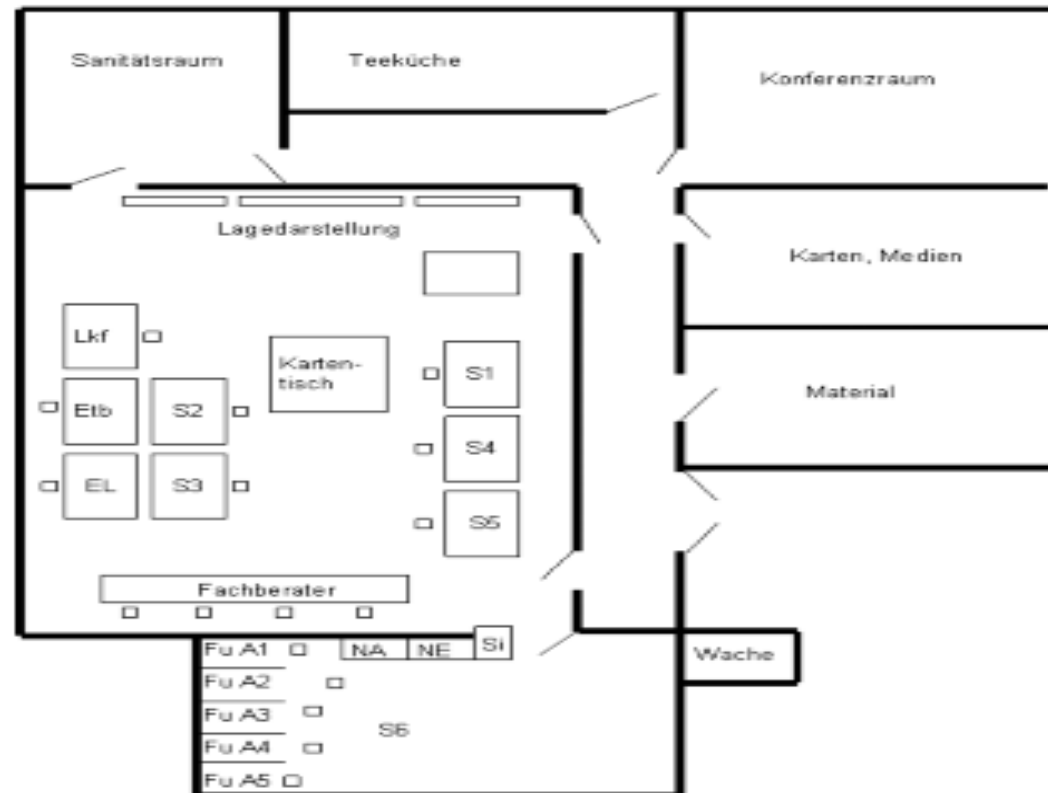 Sanitätsraum
Teeküche
Konferenzraum
Lagedarstellung
Karten, Medien
Lkf
Karten-
tisch
S1
Material
Etb
S2
S4
EL
S3
S5
Fachberater
Fu A1
NA
NE
Si
Wache
Fu A2
Fu A3
S6
Fu A4
Fu A5